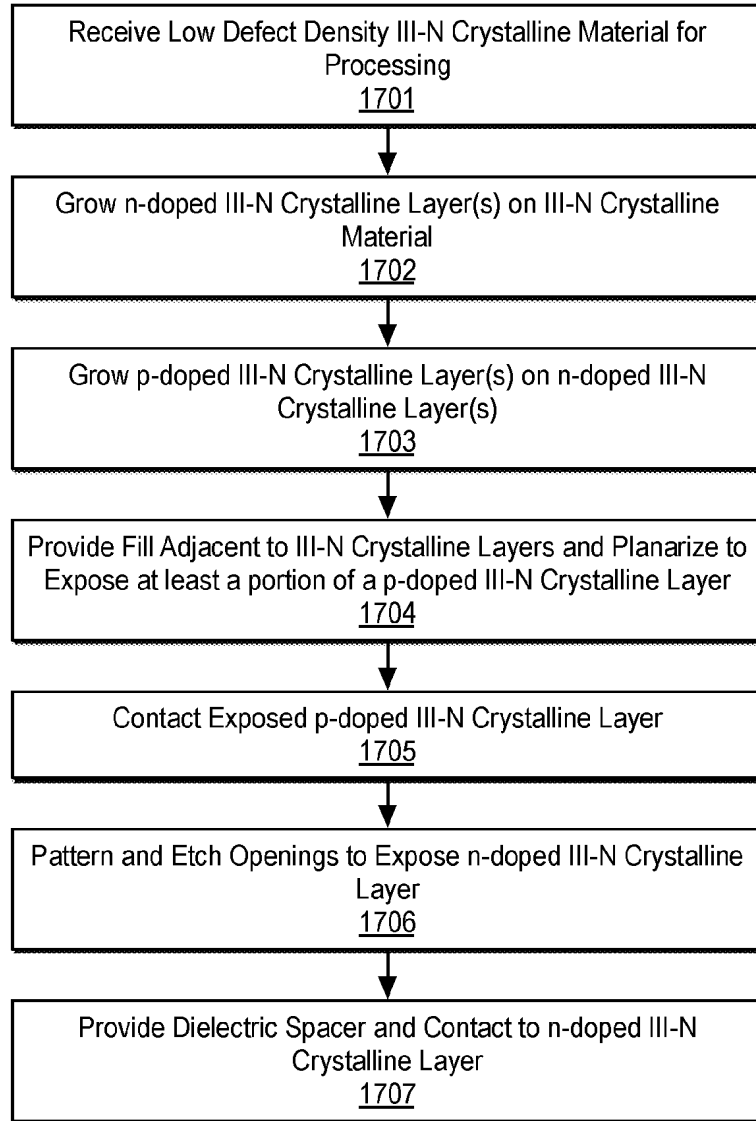 Receive Low Defect Density III-N Crystalline Material for
Processing
1701
Grow n-doped III-N Crystalline Layer(s) on III-N Crystalline
Material
1702
Grow p-doped III-N Crystalline Layer(s) on n-doped III-N
Crystalline Layer(s)
1703
Provide Fill Adjacent to III-N Crystalline Layers and Planarize to
Expose at least a portion of a p-doped III-N Crystalline Layer
1704
Contact Exposed p-doped III-N Crystalline Layer
1705
Pattern and Etch Openings to Expose n-doped III-N Crystalline
Layer
1706
Provide Dielectric Spacer and Contact to n-doped III-N
Crystalline Layer
1707